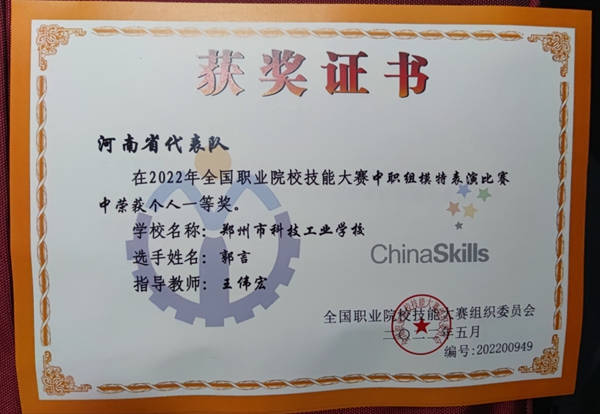 获奖证书
河南省代表队
在2022年全国职业院校技能大赛中职组模特表演比赛
中荣获个人一等奖。
学校名称：郑州市科技工业学校
选手姓名：郭言
指导教师：王伟宏
ChinaSkills
全国职业院校技能大赛组织委员会
二〇二二年五月
编号:202200949